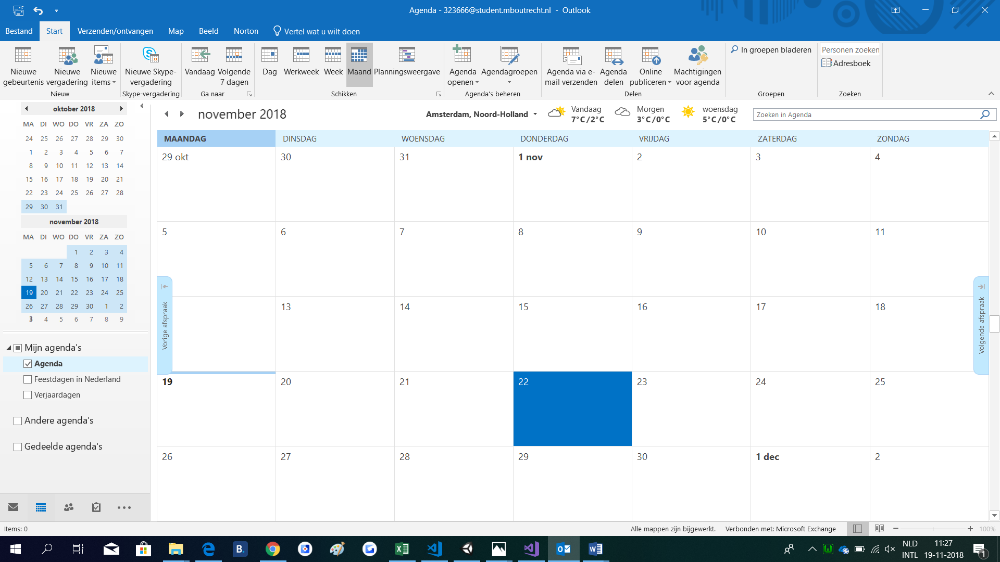 Agenda - 323666@student.mboutrecht.nl - Outlook
Bestand Start Verzenden/ontvangen Map Beeld Norton Vertel wat u wilt doen
Nieuwe gebeurtenis
Nieuwe vergadering
Nieuwe items
Nieuw
Nieuwe Skype-vergadering
Skype-vergadering
Vandaag
Volgende 7 dagen
Ga naar
Dag
Werkweek
Week
Maand
Planningsweergave
Schikken
Agenda openen
Agendagroepen
Agenda's beheren
Agenda via e-mail verzenden
Agenda delen
Online publiceren
Machtigingen voor agenda
Delen
In groepen bladeren
Groepen
Personen zoeken
Adresboek
Zoeken
oktober 2018
MA DI WO DO VR ZA ZO
24 25 26 27 28 29 30
1 2 3 4 5 6 7
8 9 10 11 12 13 14
15 16 17 18 19 20 21
22 23 24 25 26 27 28
29 30 31
november 2018
MA DI WO DO VR ZA ZO
1 2 3 4
5 6 7 8 9 10 11
12 13 14 15 16 17 18
19 20 21 22 23 24 25
26 27 28 29 30 1 2
3 4 5 6 7 8 9
Mijn agenda's
Agenda
Feestdagen in Nederland
Verjaardagen
Andere agenda's
Gedeelde agenda's
november 2018
Amsterdam, Noord-Holland
Vandaag
7°C/2°C
Morgen
3°C/0°C
woensdag
5°C/0°C
Zoeken in Agenda
MAANDAG DINSDAG WOENSDAG DONDERDAG VRIJDAG ZATERDAG ZONDAG
29 okt 30 31 1 nov 2 3 4
5 6 7 8 9 10 11
13 14 15 16 17 18
Vorige afspraak
Volgende afspraak
19 20 21 22 23 24 25
26 27 28 29 30 1 dec 2
Items: 0
Alle mappen zijn bijgewerkt. Verbonden met: Microsoft Exchange
100%
B.
NLD
INTL
11:27
19-11-2018
1